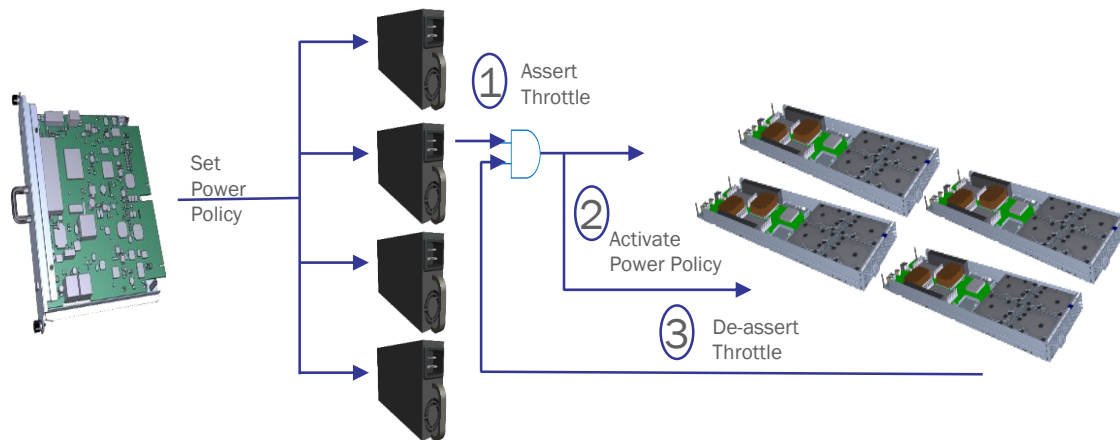 Set
Power
Policy
1 Assert
Throttle
2
Activate
Power Policy
3 De-assert
Throttle